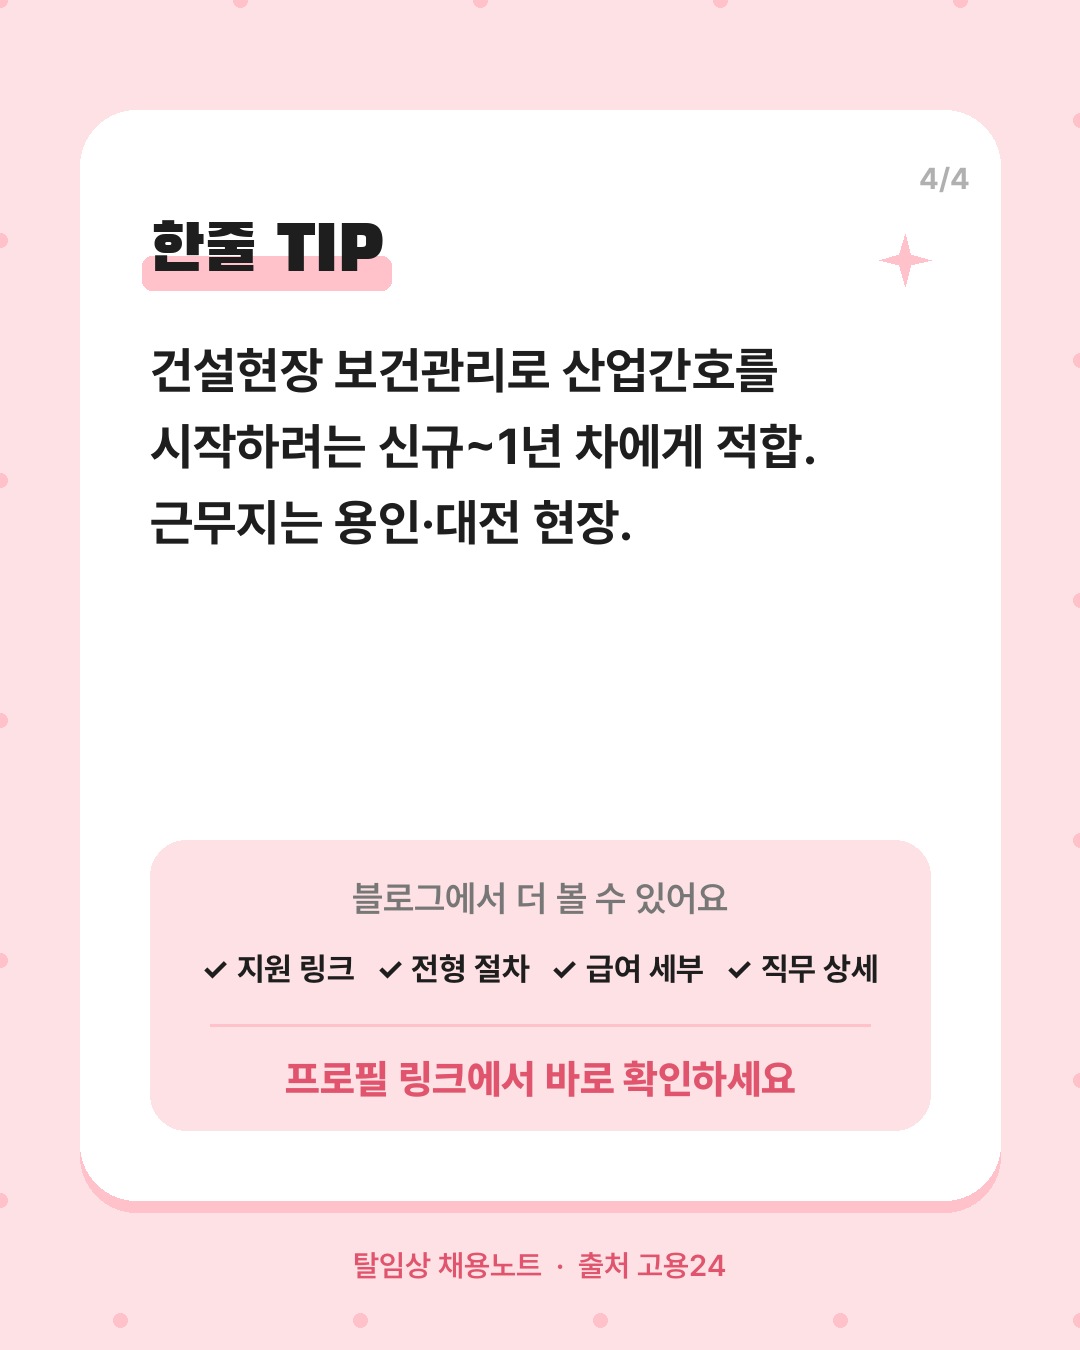 4/4
한줄 TIP
건설현장 보건관리로 산업간호를
시작하려는 신규~1년 차에게 적합.
근무지는 용인·대전 현장.
블로그에서 더 볼 수 있어요
✓ 지원 링크 ✓ 전형 절차 ✓ 급여 세부 ✓ 직무 상세
프로필 링크에서 바로 확인하세요
탈임상 채용노트 · 출처 고용24